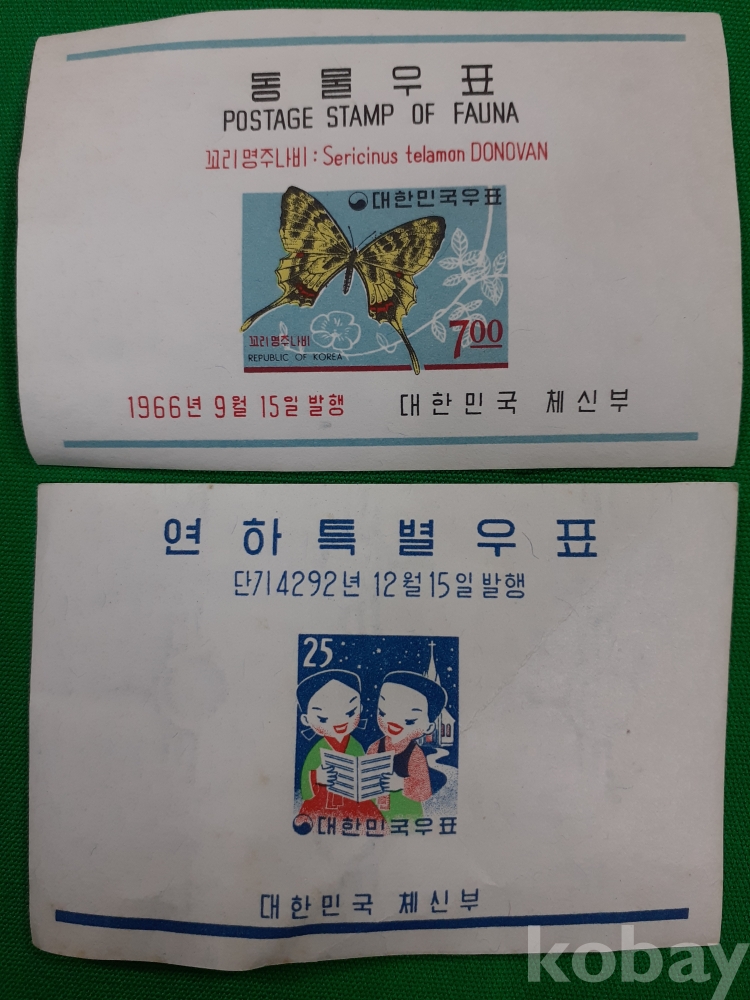 동물우표
POSTAGE STAMP OF FAUNA
꼬리명주나비 : Sericinus telamon DONOVAN
대한민국우표
7.00
꼬리명주나비
REPUBLIC OF KOREA
1966년 9월 15일 발행 대한민국 체신부
연하특별우표
단기4292년 12월15일발행
25
대한민국우표
대한민국 체신부
kobay